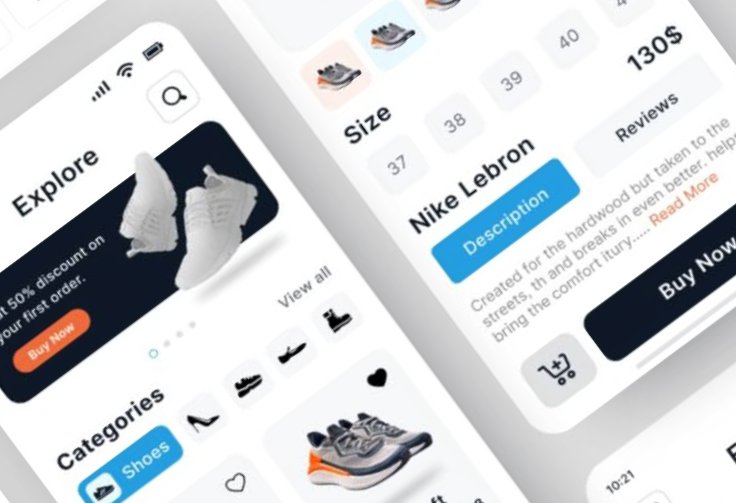 Explore
50% discount on
your first order.
Buy Now
View all
Categories
Shoes
Size
37
38
39
40
130$
Nike Lebron
Description
Reviews
Created for the hardwood but taken to the
streets, th and breaks in even better.
bring the comfort itury..... Read More
Buy Now
10:21